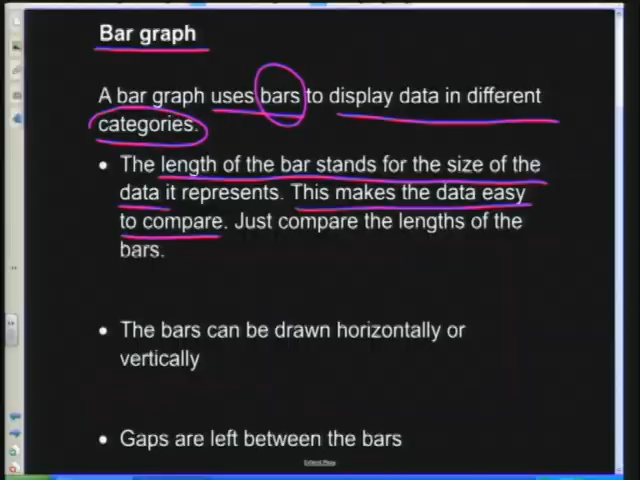 Bar graph
A bar graph uses bars to display data in different
categories.
• The length of the bar stands for the size of the
data it represents. This makes the data easy
to compare. Just compare the lengths of the
bars.
• The bars can be drawn horizontally or
vertically
• Gaps are left between the bars
Extend Page